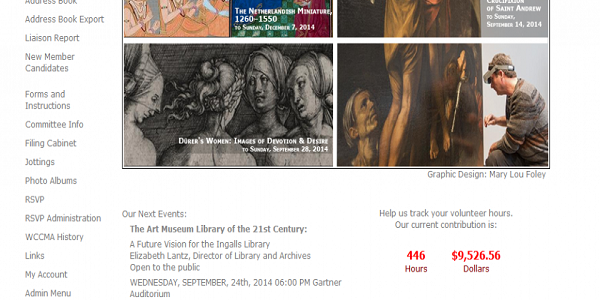 Address Book
Address Book Export
Liaison Report
New Member
Candidates
Forms and
Instructions
Committee Info
Filing Cabinet
Jottings
Photo Albums
RSVP
RSVP Administration
WCCMA History
Links
My Account
Admin Menu
The Netherlandish Miniature,
1260–1550
to Sunday, December 7, 2014
Crucifixion
of Saint Andrew
to Sunday,
September 14, 2014
Dürer's Women: Images of Devotion & Desire
to Sunday, September 28, 2014
Graphic Design: Mary Lou Foley
Our Next Events:
The Art Museum Library of the 21st Century:
A Future Vision for the Ingalls Library
Elizabeth Lantz, Director of Library and Archives
Open to the public
WEDNESDAY, SEPTEMBER, 24th, 2014 06:00 PM Gartner
Auditorium
Help us track your volunteer hours.
Our current contribution is:
446
Hours
$9,526.56
Dollars